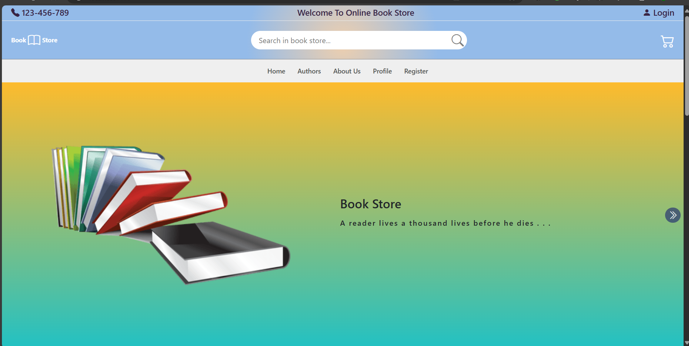 123-456-789
Welcome To Online Book Store
Login
Book Store
Search in book store...
Home Authors About Us Profile Register
Book Store
A reader lives a thousand lives before he dies . . .